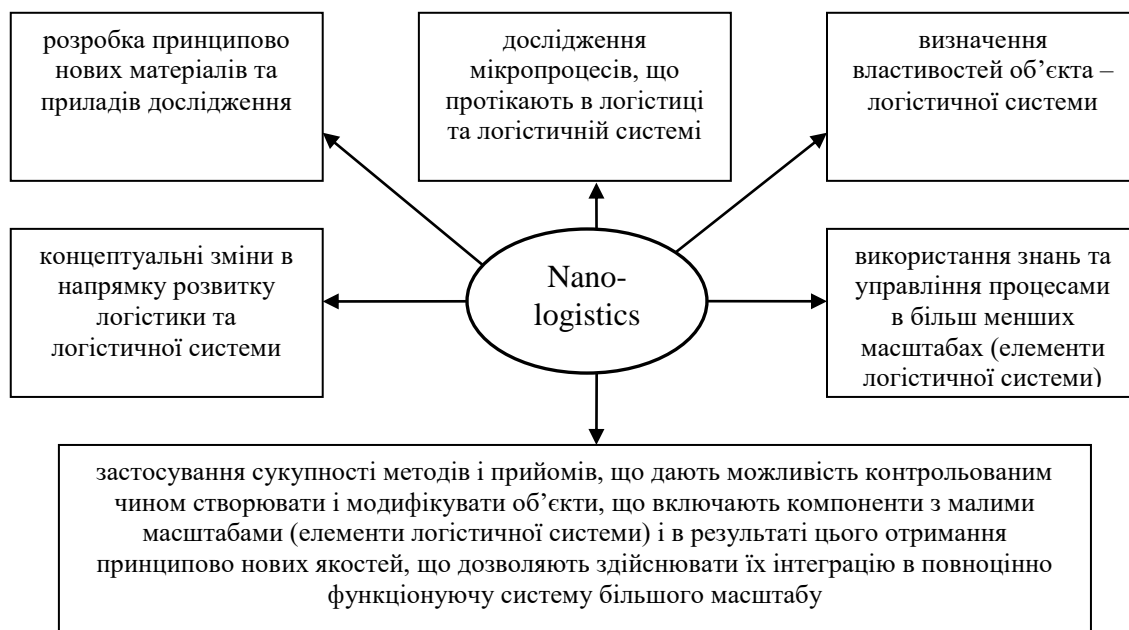 розробка принципово
нових матеріалів та
приладів дослідження
дослідження
мікропроцесів, що
протікають в логістиці
та логістичній системі
визначення
властивостей об’єкта –
логістичної системи
концептуальні зміни в
напрямку розвитку
логістики та
логістичної системи
Nano-
logistics
використання знань та
управління процесами
в більш менших
масштабах (елементи
логістичної системи)
застосування сукупності методів і прийомів, що дають можливість контрольованим
чином створювати і модифікувати об’єкти, що включають компоненти з малими
масштабами (елементи логістичної системи) і в результаті цього отримання
принципово нових якостей, що дозволяють здійснювати їх інтеграцію в повноцінно
функціонуючу систему більшого масштабу